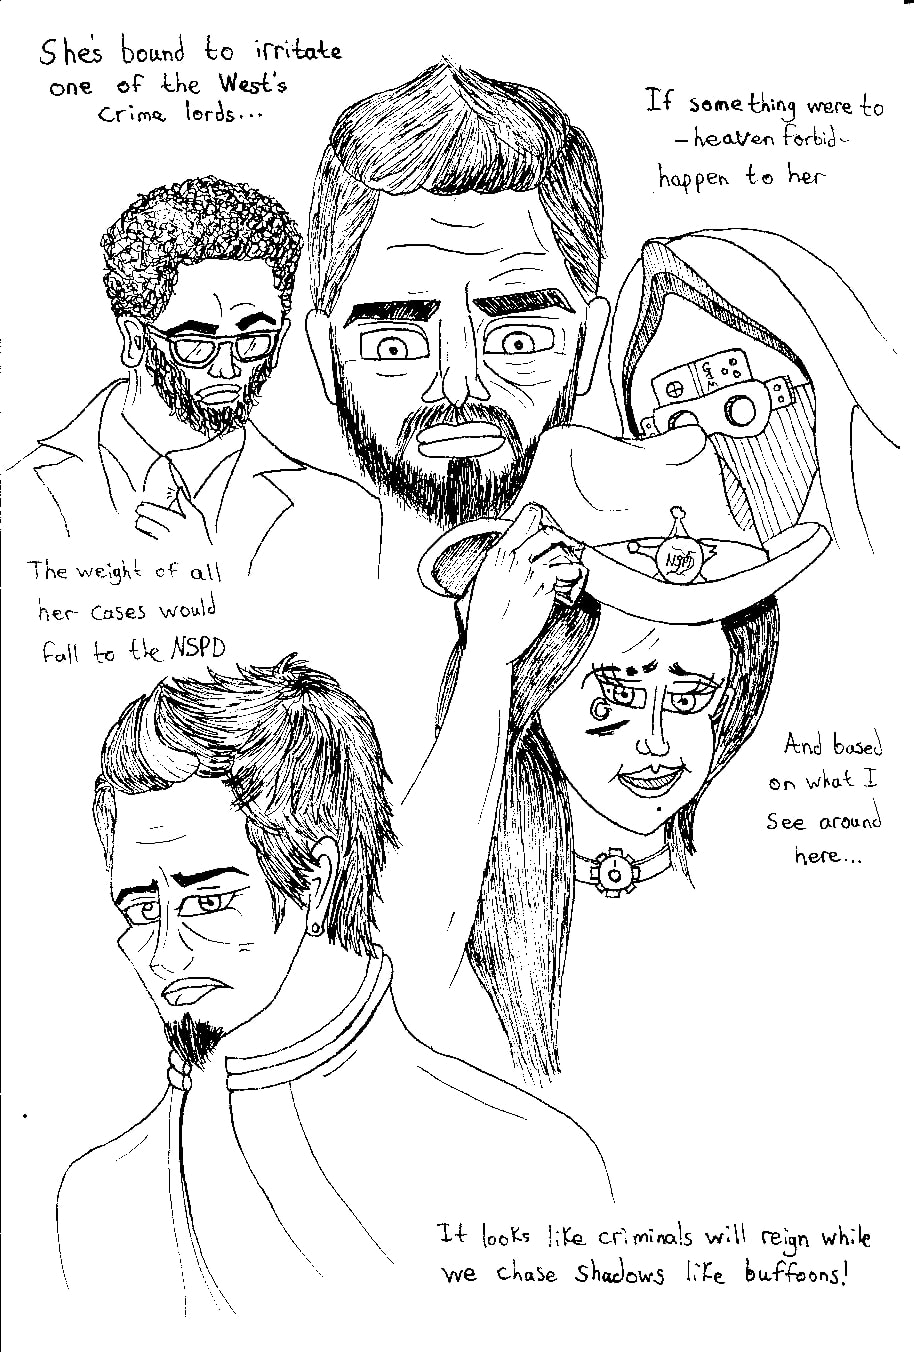 She's bound to irritate
one of the West's
Crime lords...
If something were to
-heaven forbid-
happen to her
The weight of all
her cases would
fall to the NSPD
NSPD
And based
on what I
See around
here...
It looks like criminals will reign while
we chase shadows like buffoons!